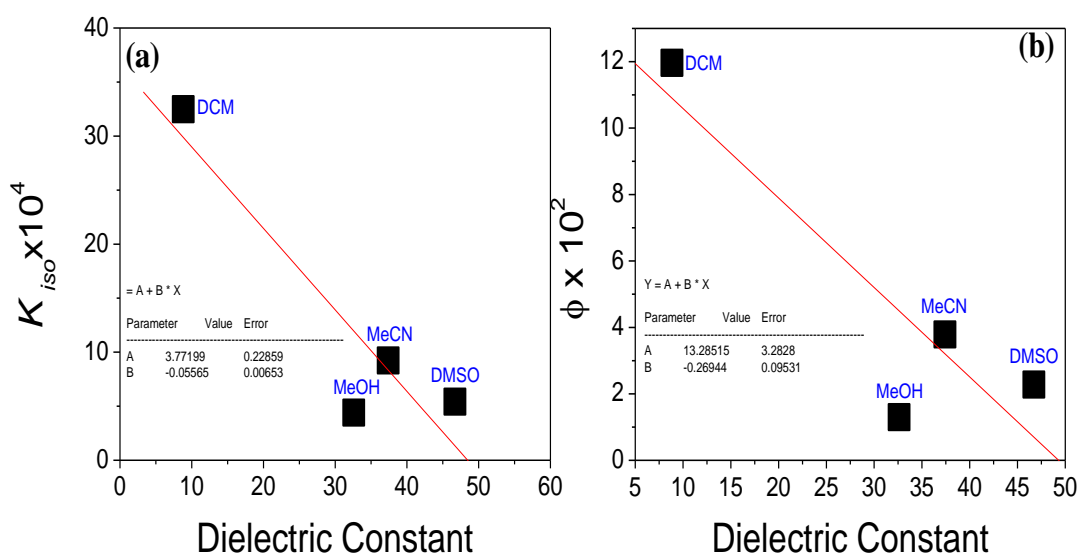 (a)
40
30
20
10
0
K iso x10^4
DCM
MeCN
MeOH
DMSO
= A + B * X
Parameter Value Error
------------------------------------------------------------
A 3.77199 0.22859
B -0.05565 0.00653
0 10 20 30 40 50 60
Dielectric Constant
(b)
12
10
8
6
4
2
0
ϕ x 10^2
DCM
MeCN
MeOH
DMSO
Y = A + B * X
Parameter Value Error
------------------------------------------------------------
A 13.28515 3.2828
B -0.26944 0.09531
5 10 15 20 25 30 35 40 45 50
Dielectric Constant